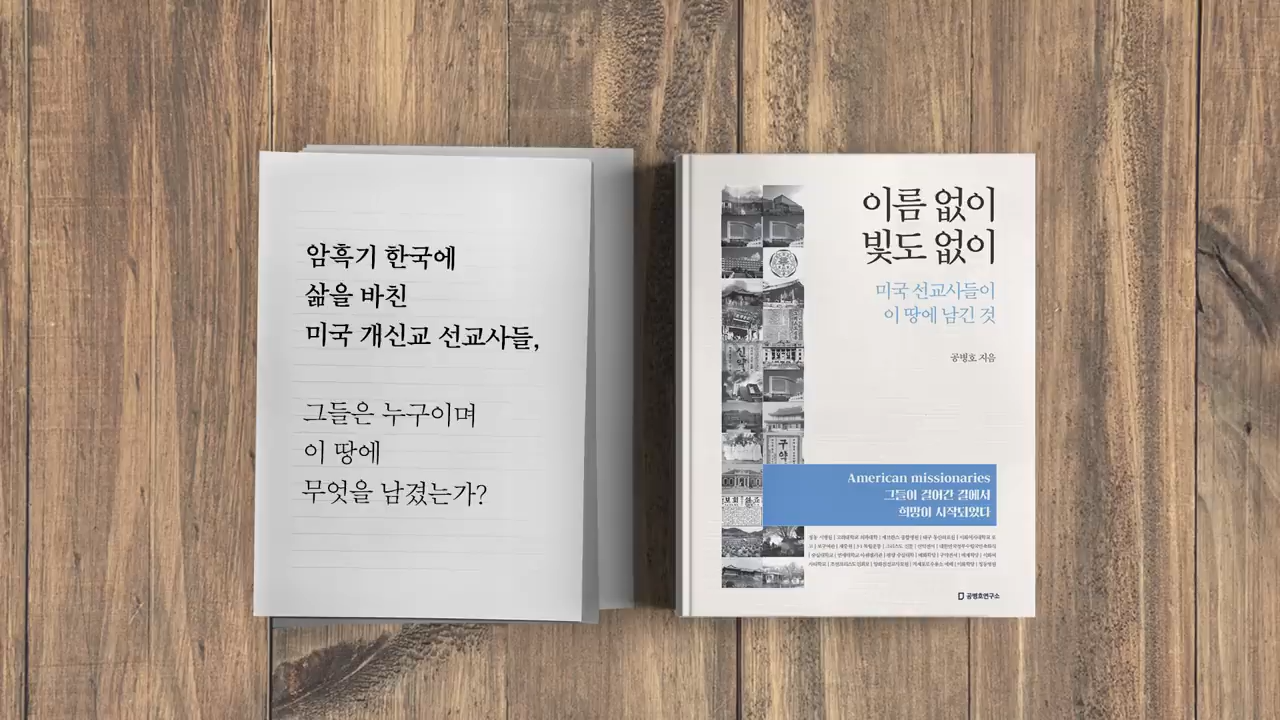 암흑기 한국에
삶을 바친
미국 개신교 선교사들,
그들은 누구이며
이 땅에
무엇을 남겼는가?
이름 없이
빛도 없이
미국 선교사들이
이 땅에 남긴 것
공병호 지음
신약
구약
American missionaries
그들이 걸어간 길에서
희망이 시작되었다
공병호연구소